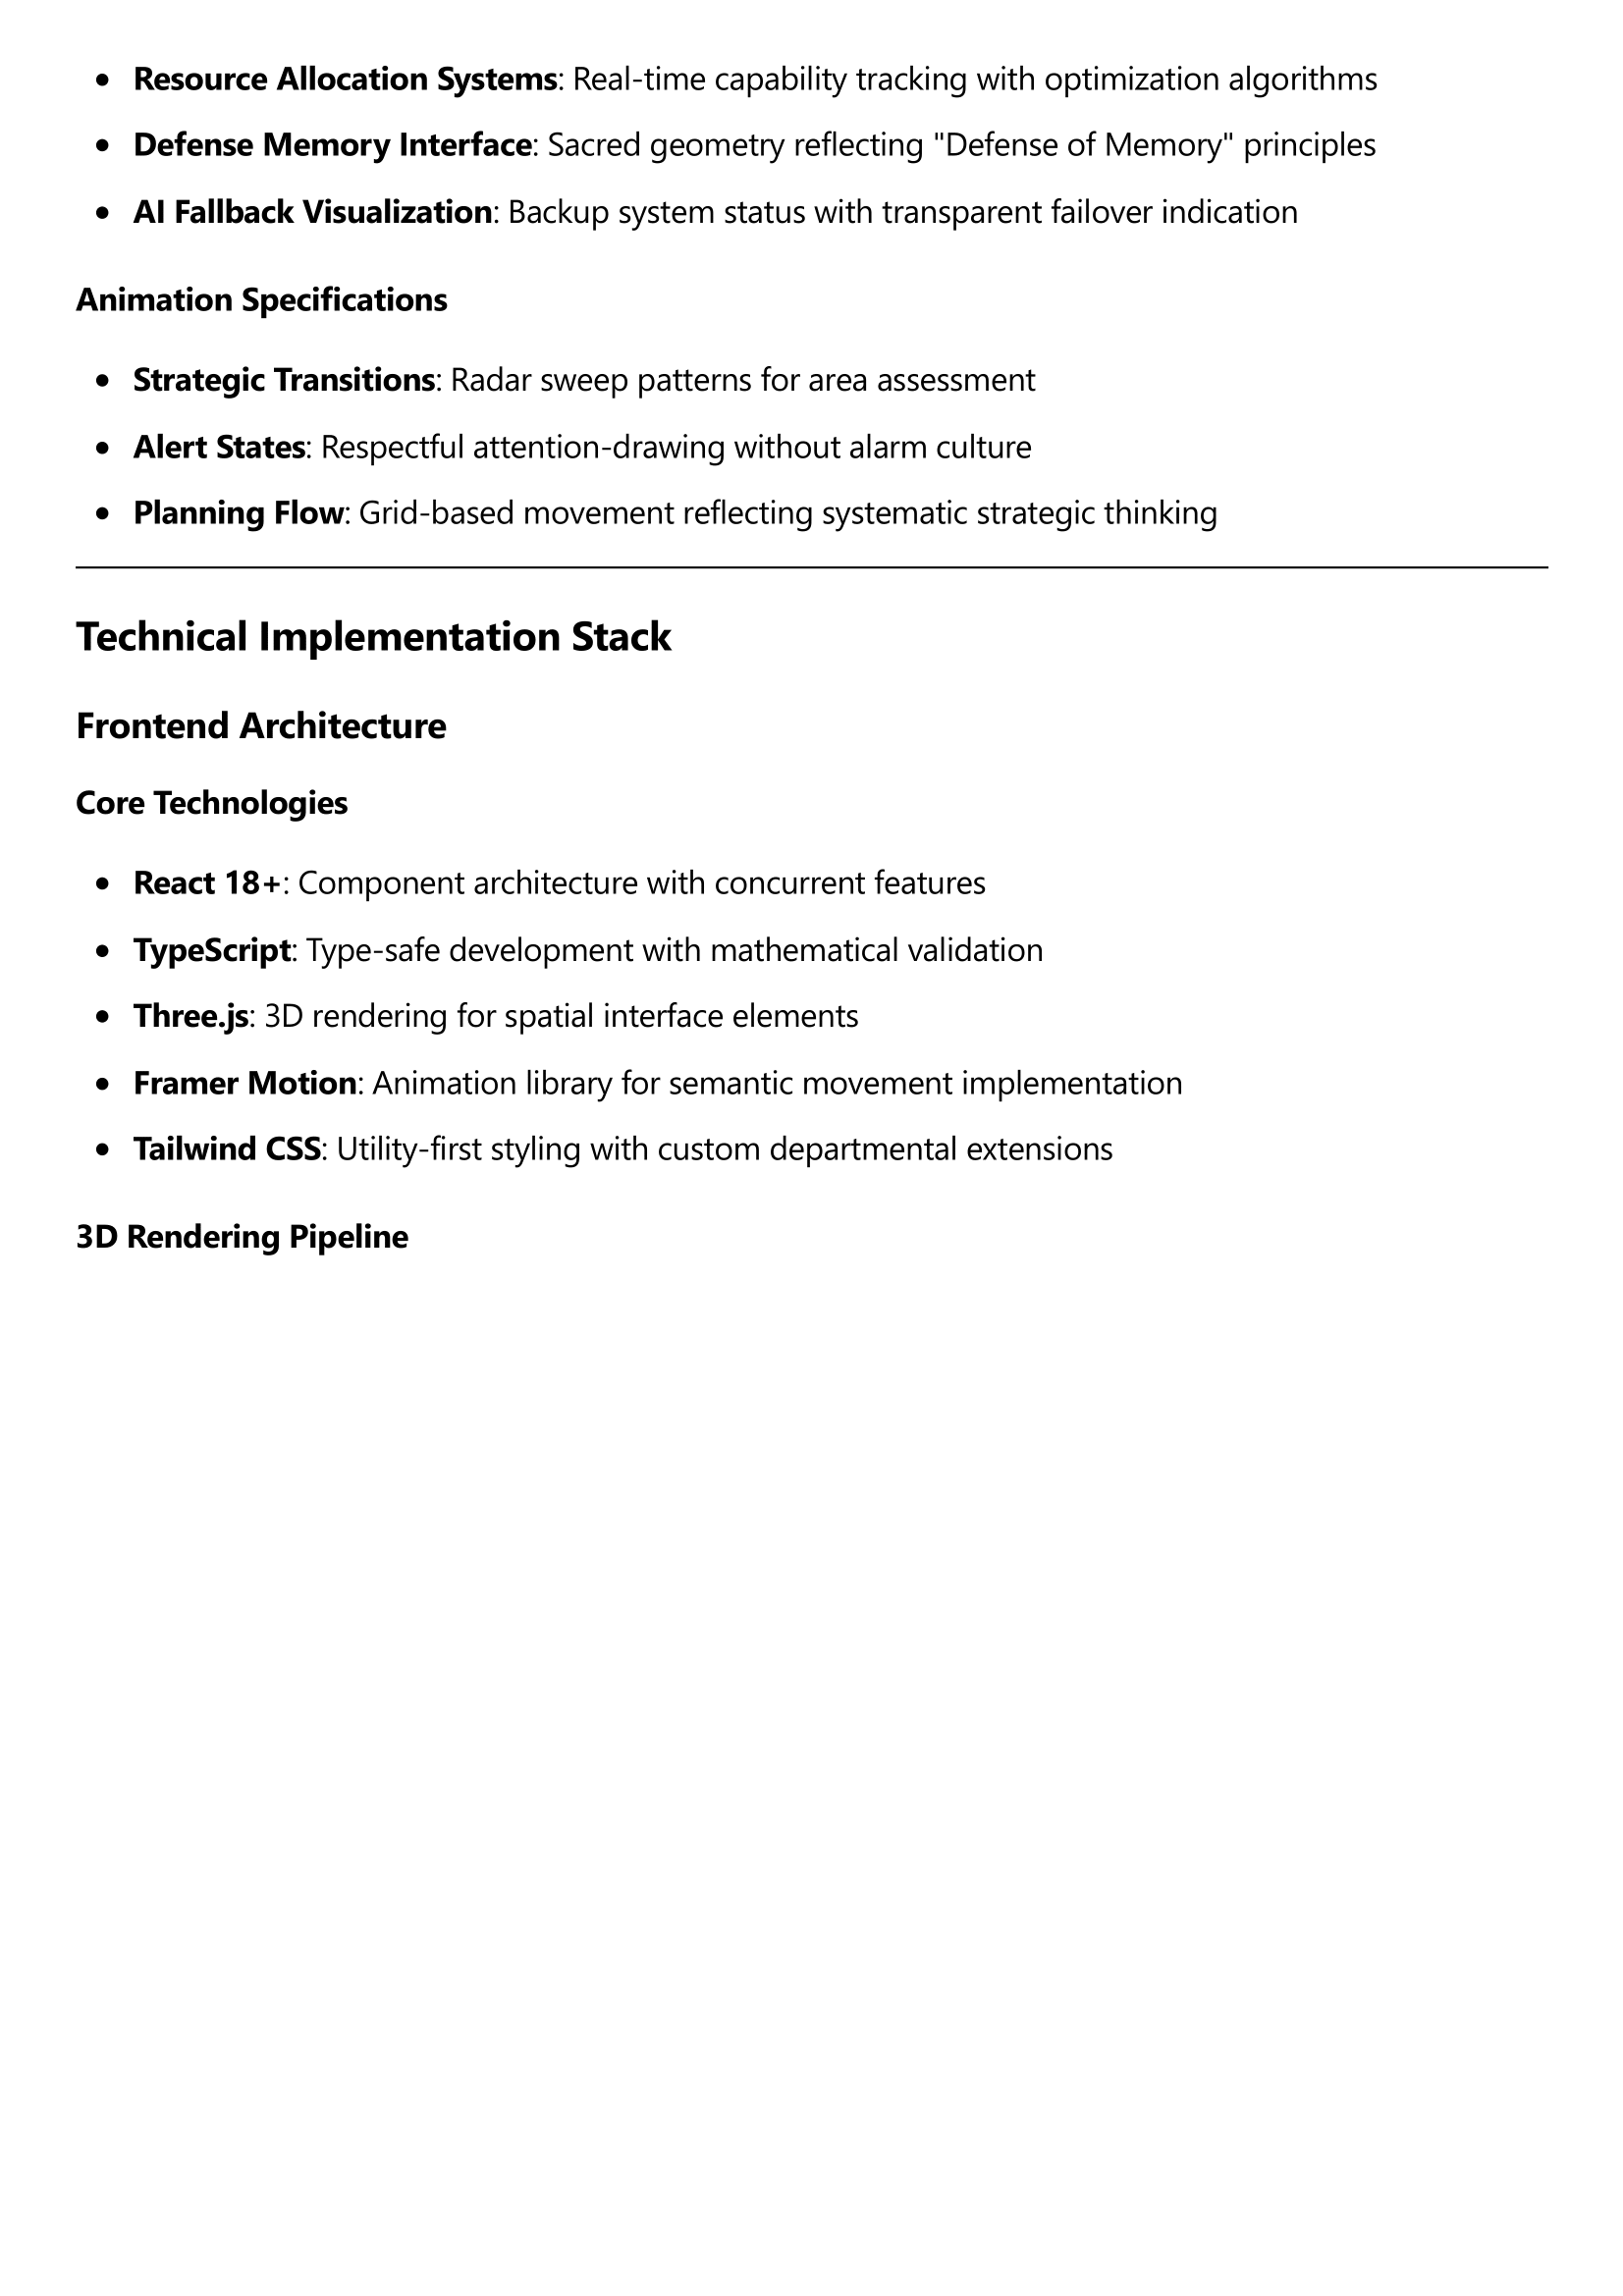 Resource Allocation Systems: Real-time capability tracking with optimization algorithms
Defense Memory Interface: Sacred geometry reflecting "Defense of Memory" principles
AI Fallback Visualization: Backup system status with transparent failover indication
Animation Specifications
Strategic Transitions: Radar sweep patterns for area assessment
Alert States: Respectful attention-drawing without alarm culture
Planning Flow: Grid-based movement reflecting systematic strategic thinking
Technical Implementation Stack
Frontend Architecture
Core Technologies
React 18+: Component architecture with concurrent features
TypeScript: Type-safe development with mathematical validation
Three.js: 3D rendering for spatial interface elements
Framer Motion: Animation library for semantic movement implementation
Tailwind CSS: Utility-first styling with custom departmental extensions
3D Rendering Pipeline